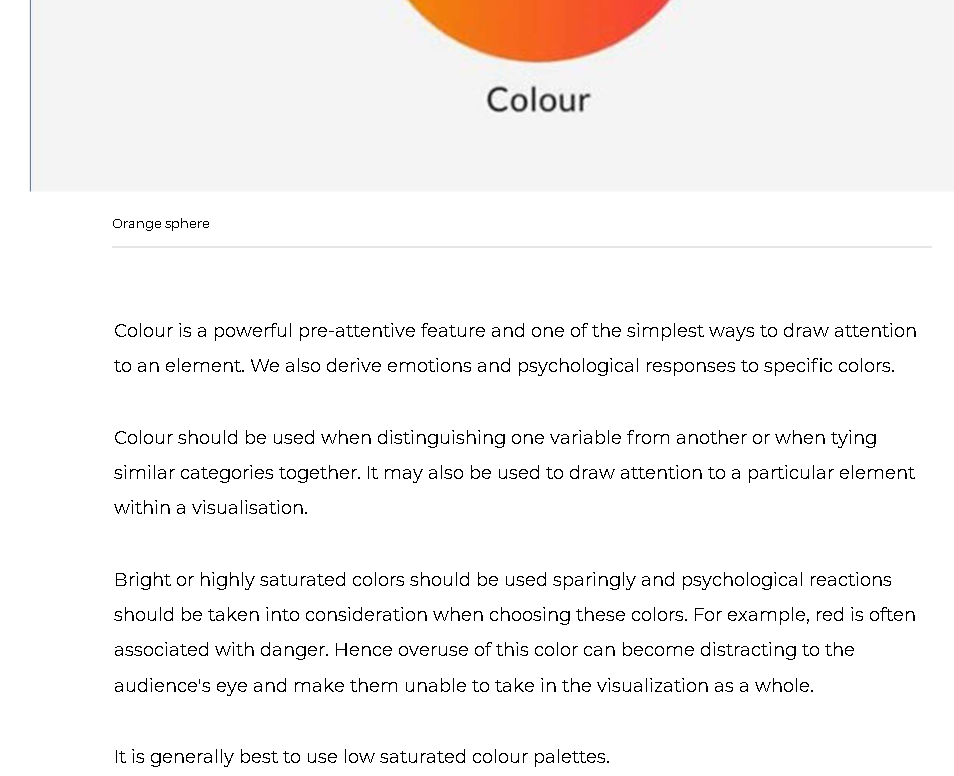 Colour
Orange sphere
Colour is a powerful pre-attentive feature and one of the simplest ways to draw attention
to an element. We also derive emotions and psychological responses to specific colors.
Colour should be used when distinguishing one variable from another or when tying
similar categories together. It may also be used to draw attention to a particular element
within a visualisation.
Bright or highly saturated colors should be used sparingly and psychological reactions
should be taken into consideration when choosing these colors. For example, red is often
associated with danger. Hence overuse of this color can become distracting to the
audience's eye and make them unable to take in the visualization as a whole.
It is generally best to use low saturated colour palettes.